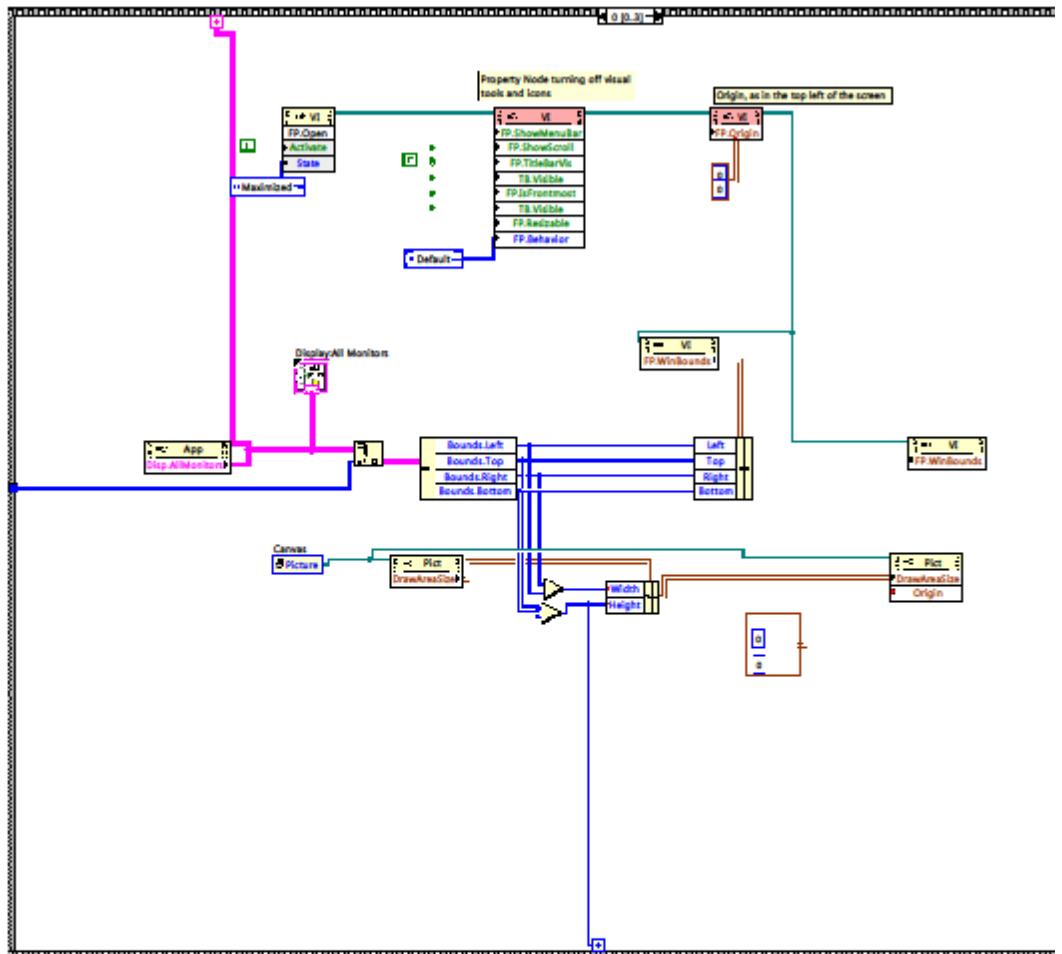 0 [0..3]
Property Node turning off visual
tools and icons
Origin, as in the top left of the screen
VI
FP.Open
Activate
State
Maximized
VI
FP.ShowMenuBar
FP.ShowScroll
FP.TitleBarVis
TB.Visible
FP.IsFrontmost
TB.Visible
FP.Resizable
FP.Behavior
Default
VI
FP.Origin
0
0
F
VI
FP.WinBounds
Display:All Monitors
App
Disp.AllMonitors
Bounds.Left
Bounds.Top
Bounds.Right
Bounds.Bottom
Left
Top
Right
Bottom
VI
FP.WinBounds
Canvas
Picture
Pict
DrawAreaSize
Width
Height
Pict
DrawAreaSize
Origin
0
0